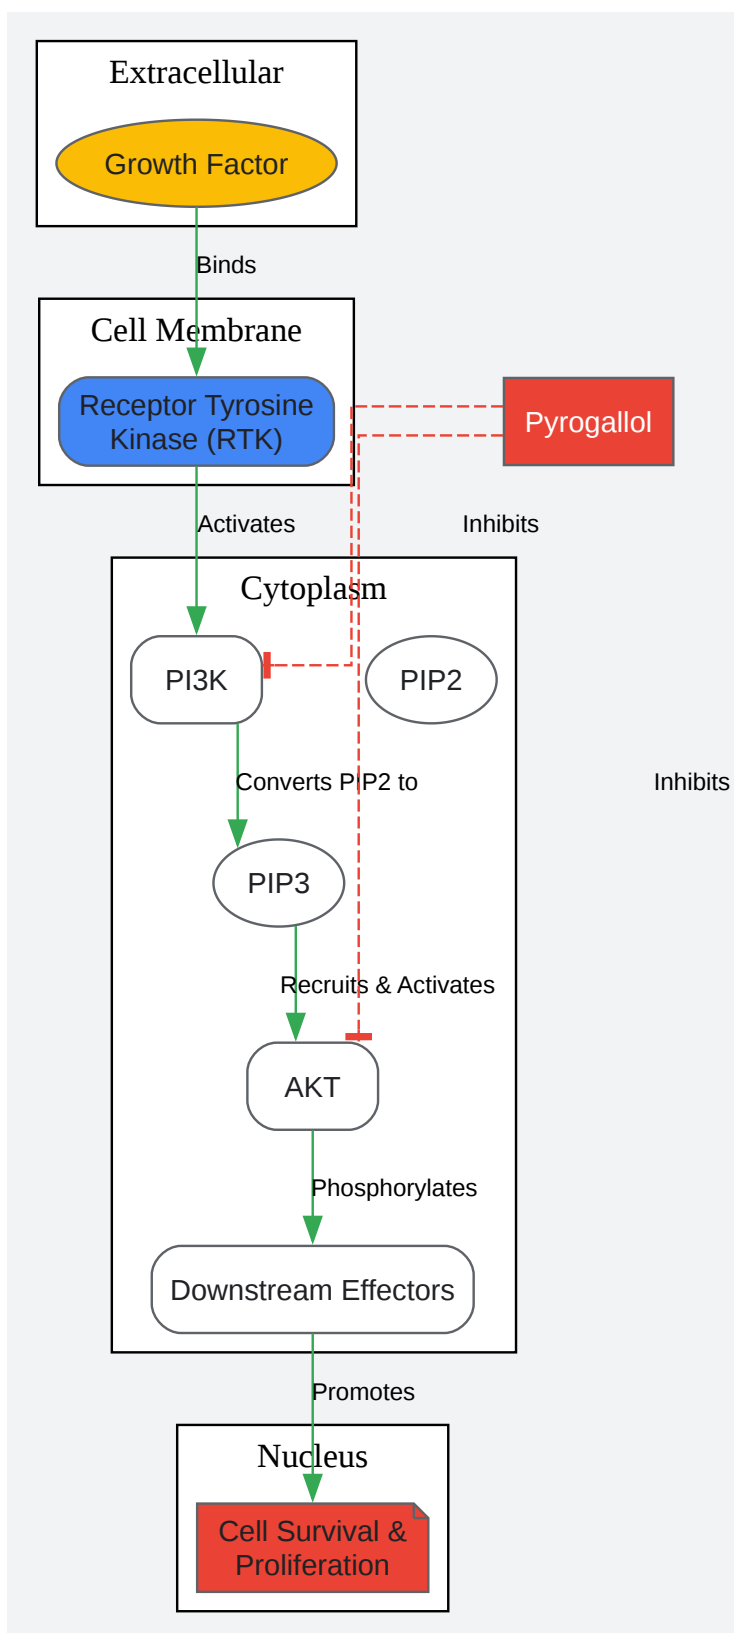 Extracellular
Growth Factor
Binds
Cell Membrane
Receptor Tyrosine
Kinase (RTK)
Pyrogallol
Activates
Inhibits
Cytoplasm
PI3K
PIP2
Converts PIP2 to
Inhibits
PIP3
Recruits & Activates
AKT
Phosphorylates
Downstream Effectors
Promotes
Nucleus
Cell Survival &
Proliferation